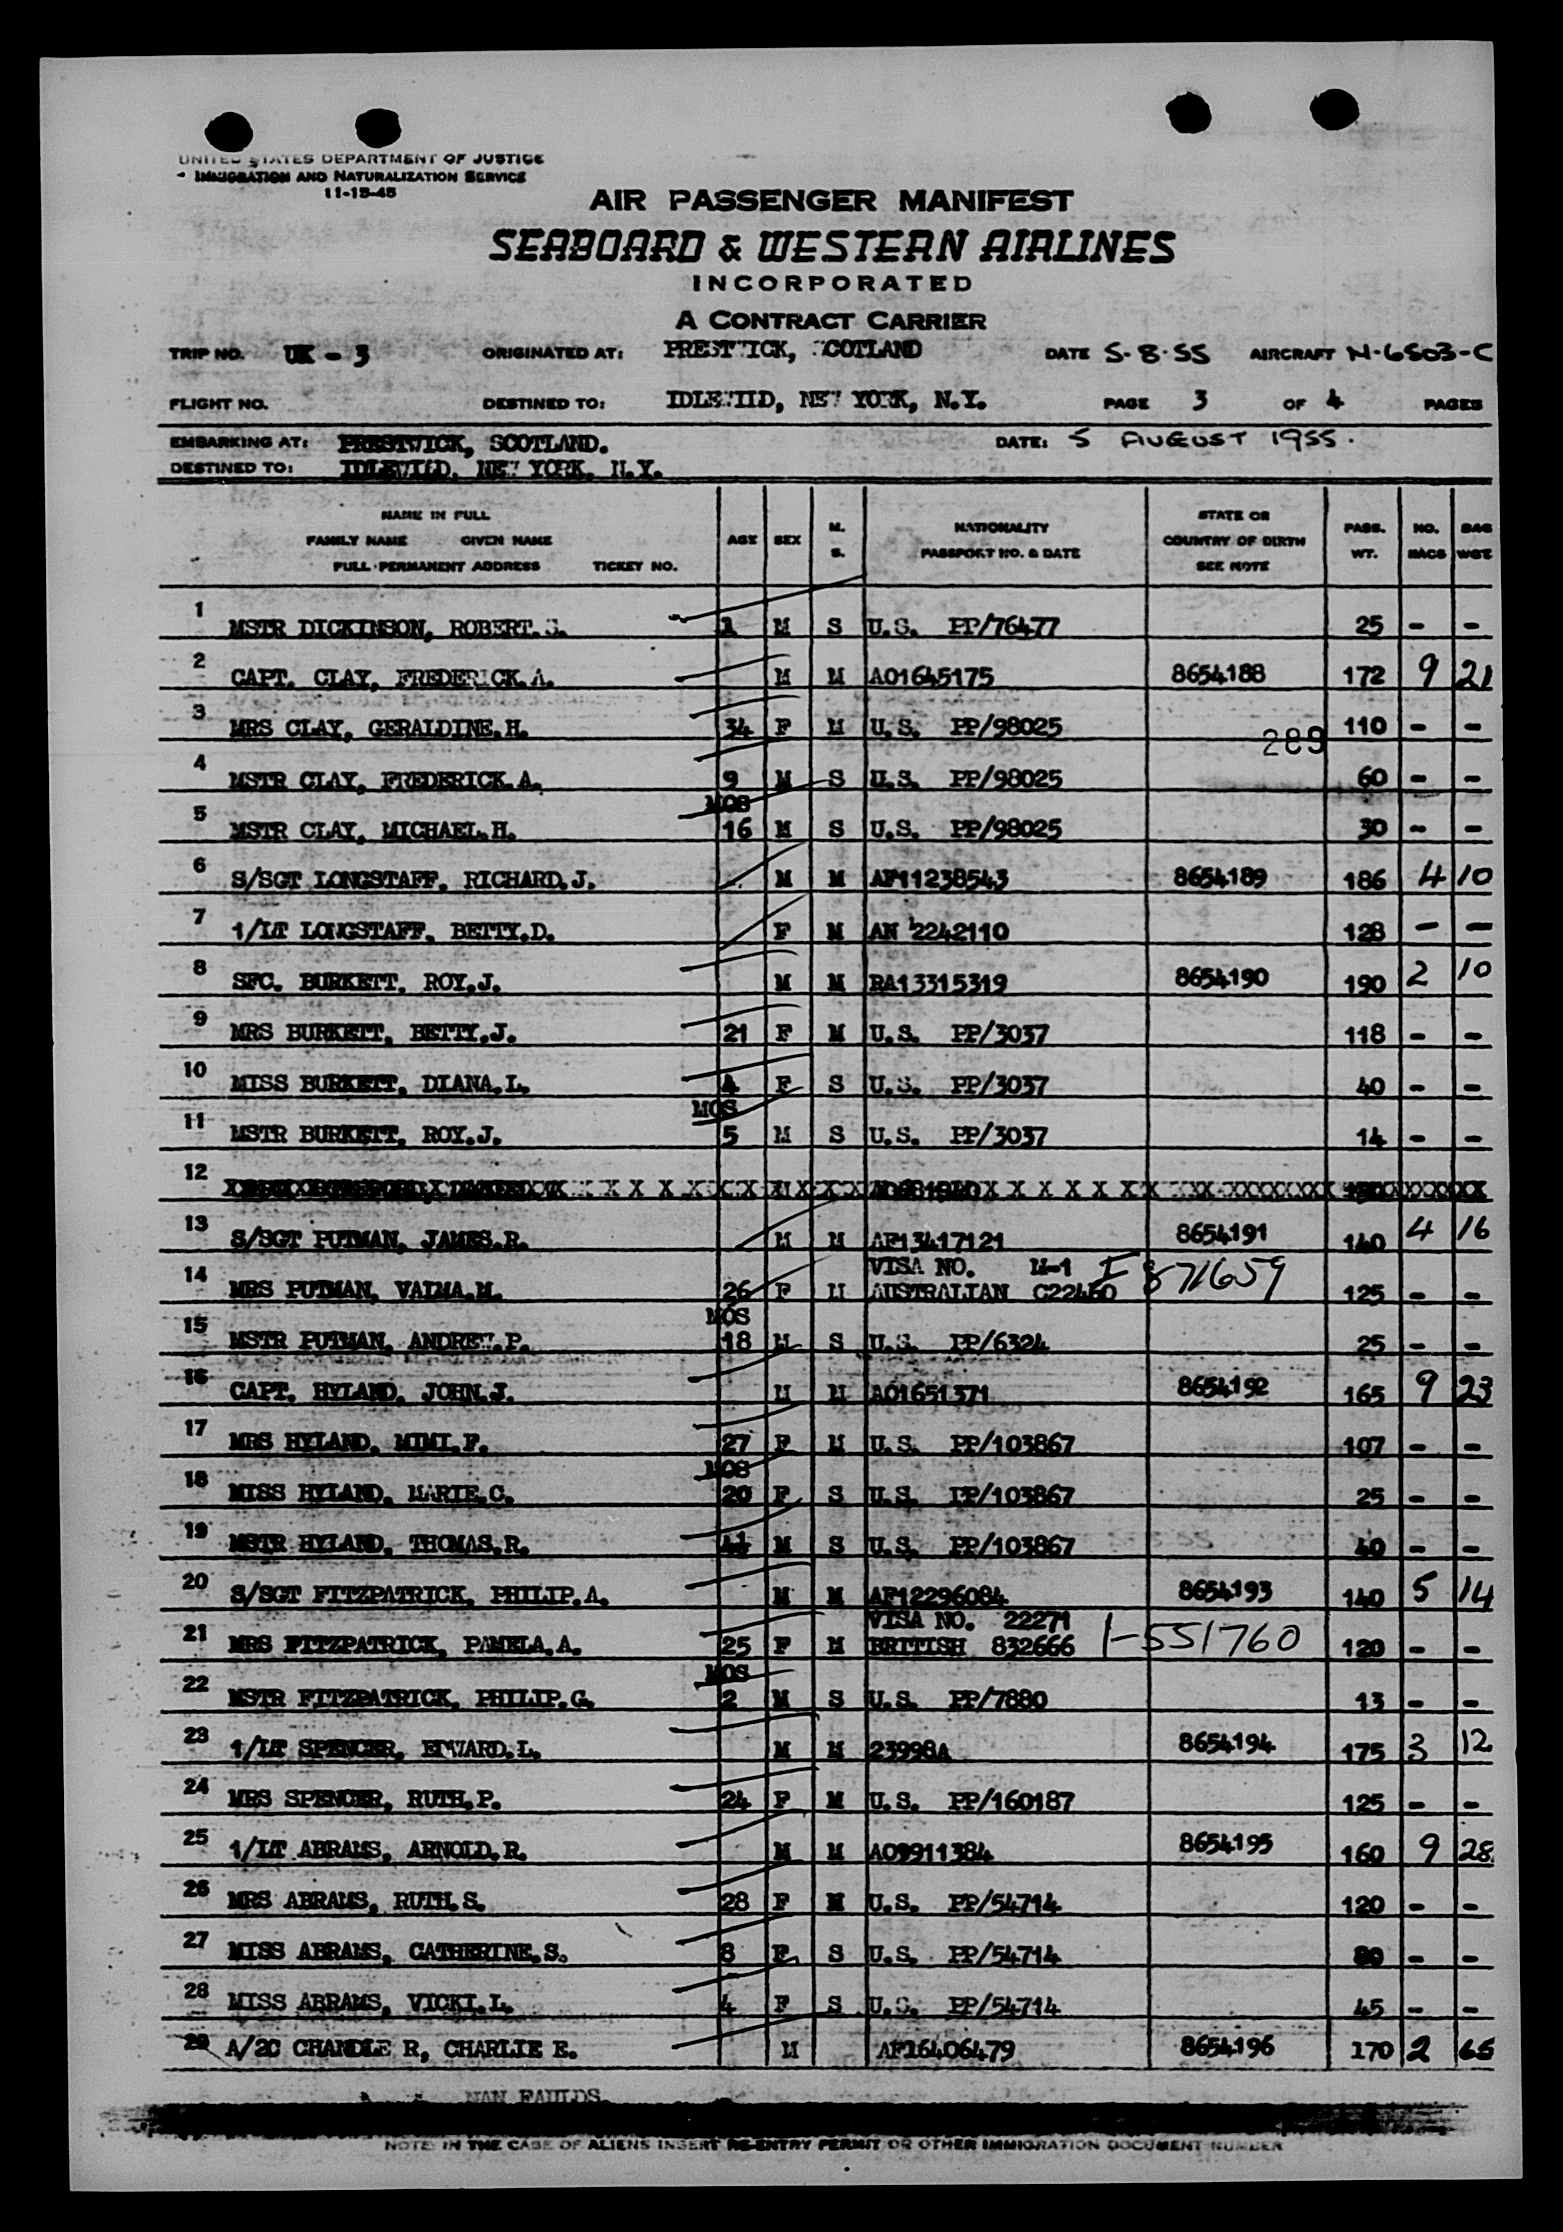 UNITED STATES DEPARTMENT OF JUSTICE
IMMIGRATION AND NATURALIZATION SERVICE
11-15-45
AIR PASSENGER MANIFEST
SEABOARD & WESTERN AIRLINES
INCORPORATED
A CONTRACT CARRIER
TRIP NO. UK - 3 ORIGINATED AT: PRESTWICK, SCOTLAND DATE 5-8-55 AIRCRAFT N-6503-C
FLIGHT NO. DESTINED TO: IDLEWILD, NEW YORK, N.Y. PAGE 3 OF 4 PAGES
EMBARKING AT: PRESTWICK, SCOTLAND. DATE: 5 AUGUST 1955.
DESTINED TO: IDLEWILD, NEW YORK, N.Y.
NAME IN FULL STATE OR
FAMILY NAME GIVEN NAME AGE SEX M. S. NATIONALITY PASSPORT NO. & DATE COUNTRY OF BIRTH PASS. WT. NO. BAGS BAG WGT.
FULL PERMANENT ADDRESS TICKET NO. SEE NOTE
1 MSTR DICKINSON, ROBERT. 1 M S U.S. PP/76477 25 - -
2 CAPT. CLAY, FREDERICK.A. M M AO1645175 8654188 172 9 21
3 MRS CLAY, GERALDINE.H. 34 F M U.S. PP/98025 110 - -
289
4 MSTR CLAY, FREDERICK.A. 9 M S U.S. PP/98025 60 - -
MOS
5 MSTR CLAY, MICHAEL.H. 16 M S U.S. PP/98025 30 - -
6 S/SGT LONGSTAFF, RICHARD.J. M M AF11238543 8654189 186 4 10
7 1/LT LONGSTAFF, BETTY.D. F M AN 2242110 128 - -
8 SFC. BURKETT, ROY.J. M M RA13315319 8654190 190 2 10
9 MRS BURKETT, BETTY.J. 21 F M U.S. PP/3037 118 - -
10 MISS BURKETT, DIANA.L. 4 F S U.S. PP/3037 40 - -
MOS
11 MSTR BURKETT, ROY.J. 5 M S U.S. PP/3037 14 - -
12
13 S/SGT PUTMAN, JAMES.R. M M AF13417121 8654191 140 4 16
VISA NO. M-1 I 871659
14 MRS PUTMAN, VALMA.M. 26 F M AUSTRALIAN C22460 125 - -
MOS
15 MSTR PUTMAN, ANDREW.P. 18 M S U.S. PP/6324 25 - -
16 CAPT. HYLAND, JOHN.J. M M AO1651371 8654192 165 9 23
17 MRS HYLAND, MIMI.F. 27 F M U.S. PP/103867 107 - -
MOS
18 MISS HYLAND, MARIE.C. 20 F S U.S. PP/103867 25 - -
19 MSTR HYLAND, THOMAS.R. 4½ M S U.S. PP/103867 40 - -
20 S/SGT FITZPATRICK, PHILIP.A. M M AF12296084 8654193 140 5 14
VISA NO. 22271
21 MRS FITZPATRICK, PAMELA.A. 25 F M BRITISH 832666 1-551760 120 - -
MOS
22 MSTR FITZPATRICK, PHILIP.G. 2 M S U.S. PP/7880 13 - -
23 1/LT SPENCER, EDWARD.L. M M 23998A 8654194 175 3 12
24 MRS SPENCER, RUTH.P. 24 F M U.S. PP/160187 125 - -
25 1/LT ABRAMS, ARNOLD.R. M M AO9911384 8654195 160 9 28
26 MRS ABRAMS, RUTH.S. 28 F M U.S. PP/54714 120 - -
27 MISS ABRAMS, CATHERINE.S. 8 F S U.S. PP/54714 80 - -
28 MISS ABRAMS, VICKI.L. 4 F S U.S. PP/54714 45 - -
29 A/2C CHANDLE R, CHARLIE E. M AF16406479 8654196 170 2 65
FAULDS.
NOTE: IN THE CASE OF ALIENS INSERT RE-ENTRY PERMIT OR OTHER IMMIGRATION DOCUMENT NUMBER